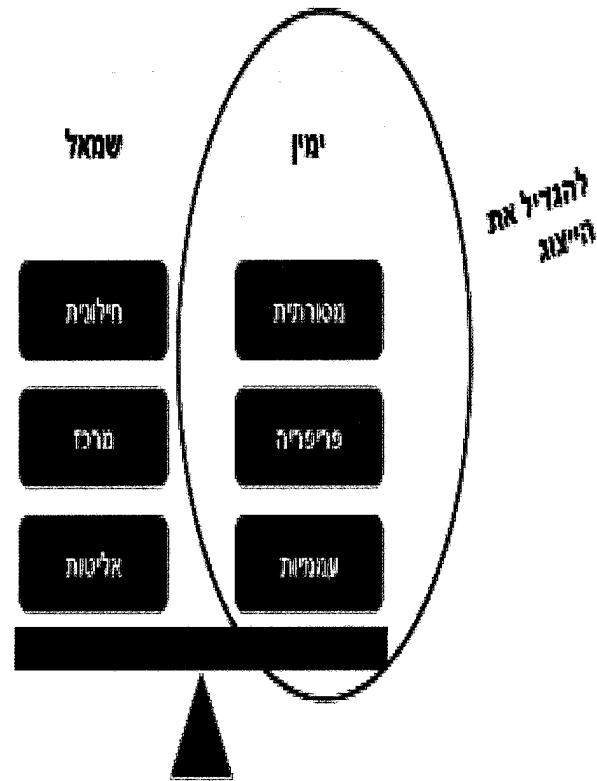 ימין
שמאל
להגדיל את
הייצוג
מסורתית
חילונית
פריפריה
מרכז
עממיות
אליטות